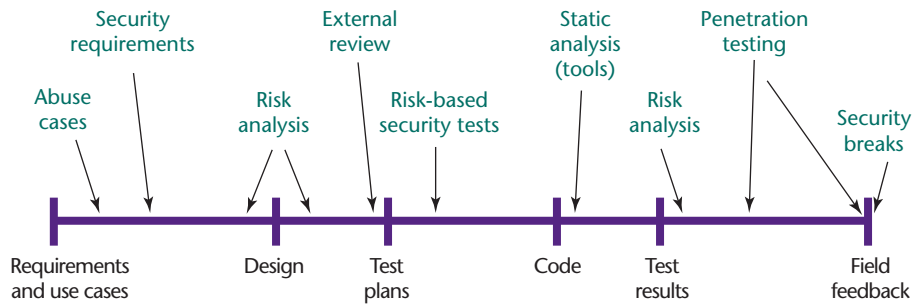 Security
requirements
External
review
Static
analysis
(tools)
Penetration
testing
Abuse
cases
Risk
analysis
Risk-based
security tests
Risk
analysis
Security
breaks
Requirements
and use cases
Design
Test
plans
Code
Test
results
Field
feedback